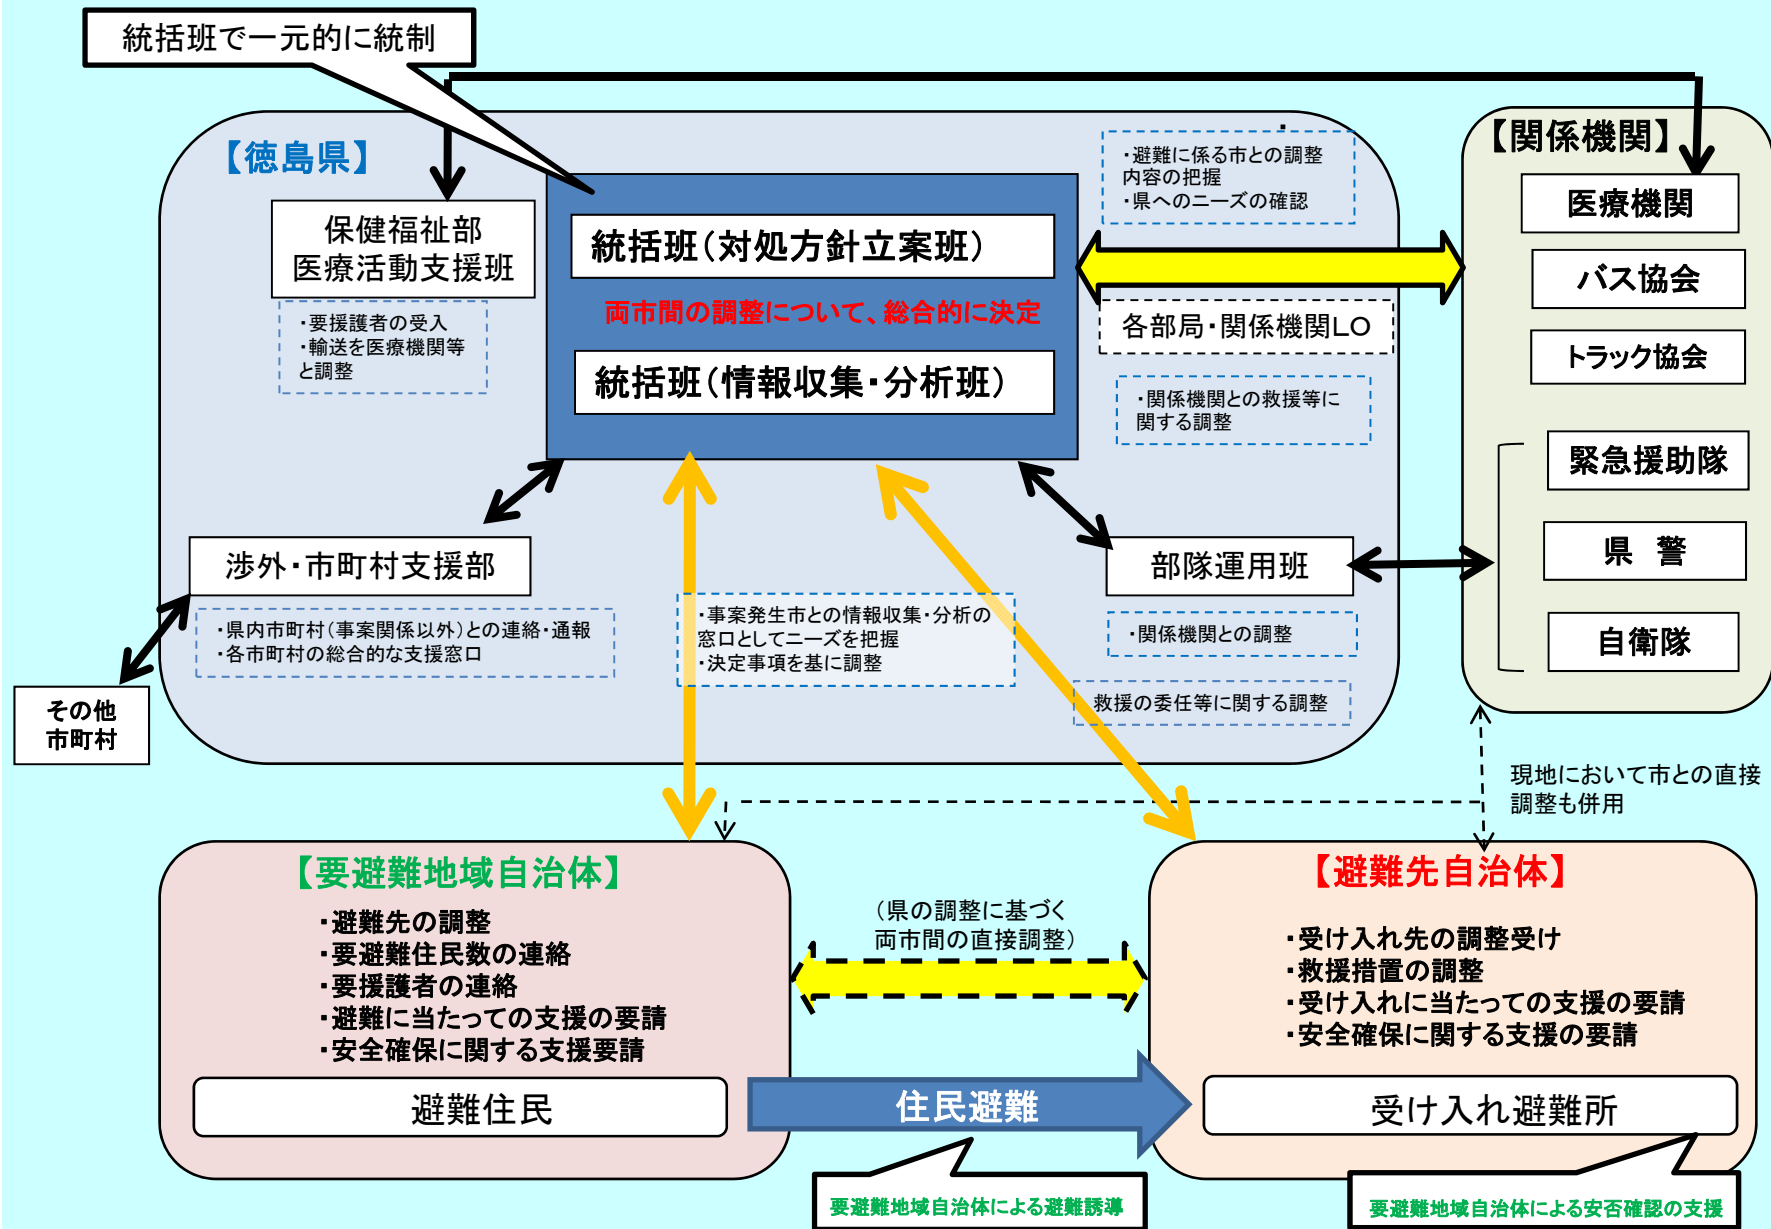 統括班で一元的に統制
【徳島県】
保健福祉部
医療活動支援班
・要援護者の受入
・輸送を医療機関等
と調整
統括班（対処方針立案班）
両市間の調整について、総合的に決定
統括班（情報収集・分析班）
・避難に係る市との調整
内容の把握
・県へのニーズの確認
各部局・関係機関LO
・関係機関との救援等に
関する調整
【関係機関】
医療機関
バス協会
トラック協会
緊急援助隊
県　警
自衛隊
渉外・市町村支援部
・県内市町村（事案関係以外）との連絡・通報
・各市町村の総合的な支援窓口
その他
市町村
・事案発生市との情報収集・分析の
窓口としてニーズを把握
・決定事項を基に調整
部隊運用班
・関係機関との調整
救援の委任等に関する調整
現地において市との直接
調整も併用
【要避難地域自治体】
・避難先の調整
・要避難住民数の連絡
・要援護者の連絡
・避難に当たっての支援の要請
・安全確保に関する支援要請
避難住民
（県の調整に基づく
両市間の直接調整）
住民避難
要避難地域自治体による避難誘導
【避難先自治体】
・受け入れ先の調整受け
・救援措置の調整
・受け入れに当たっての支援の要請
・安全確保に関する支援の要請
受け入れ避難所
要避難地域自治体による安否確認の支援